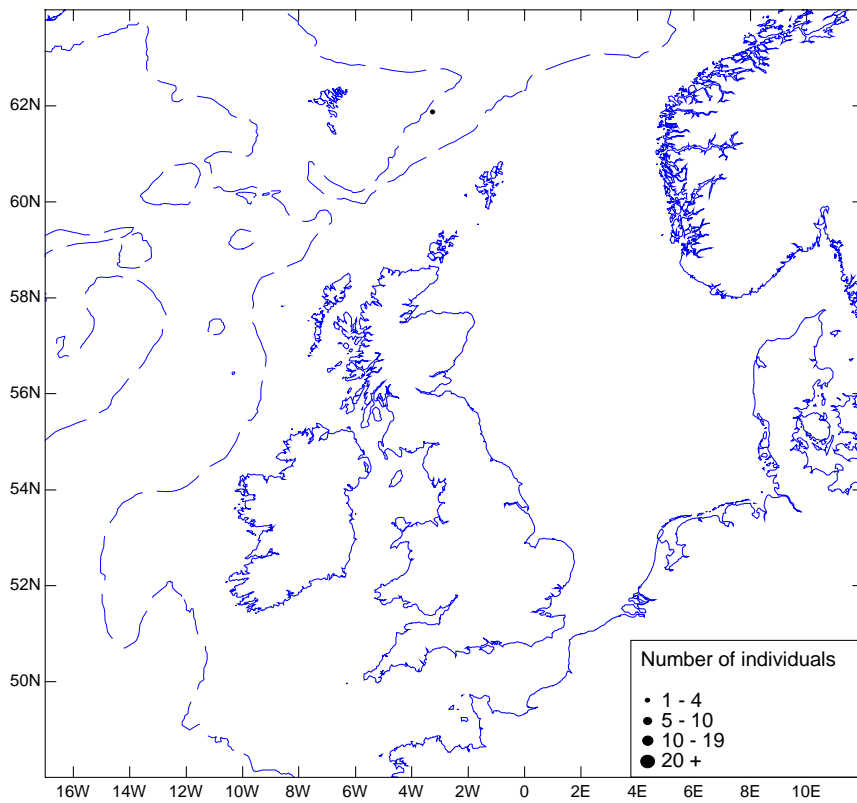 62N
60N
58N
56N
54N
52N
50N
Number of individuals
1 - 4
5 - 10
10 - 19
20 +
16W 14W 12W 10W 8W 6W 4W 2W 0 2E 4E 6E 8E 10E